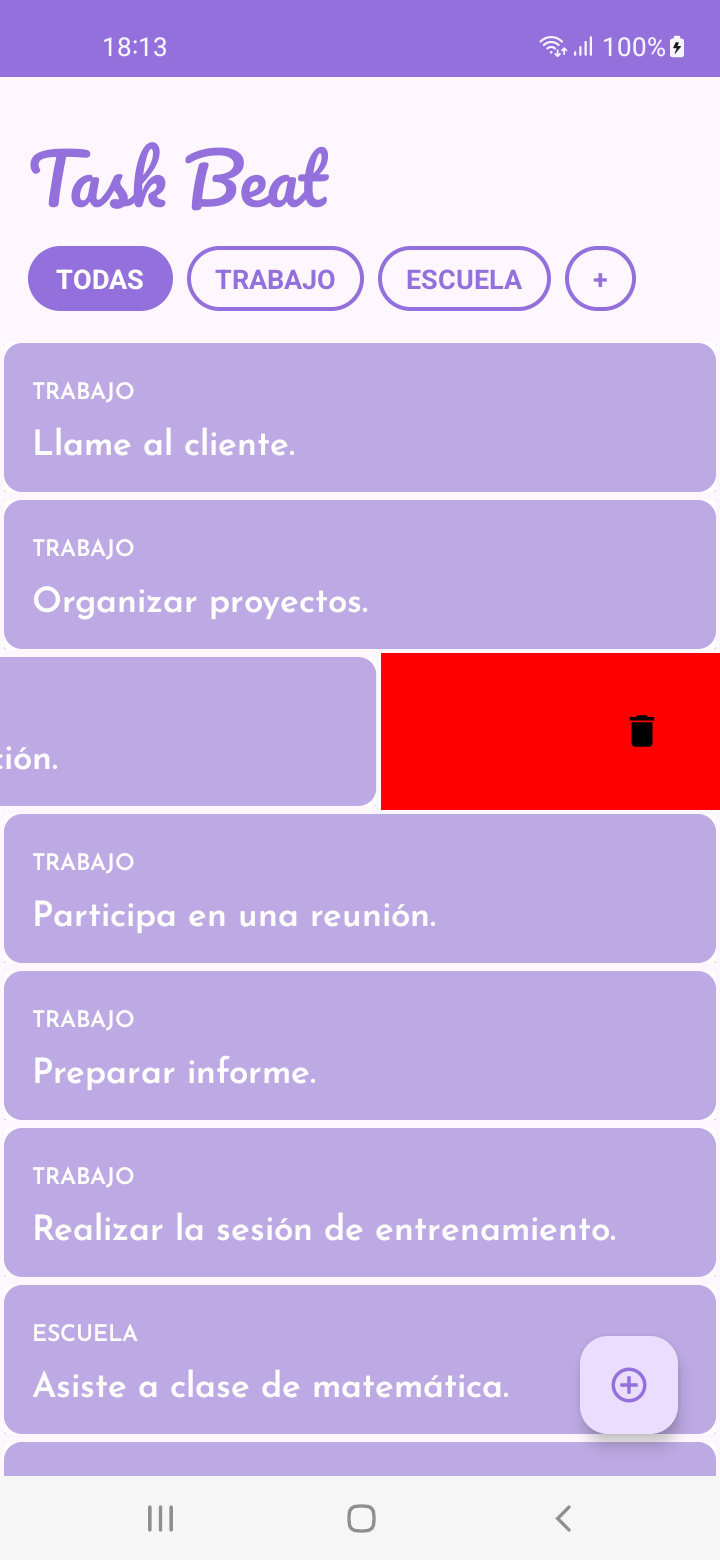 18:13
100%
Task Beat
TODAS TRABAJO ESCUELA +
TRABAJO
Llame al cliente.
TRABAJO
Organizar proyectos.
ción.
TRABAJO
Participa en una reunión.
TRABAJO
Preparar informe.
TRABAJO
Realizar la sesión de entrenamiento.
ESCUELA
Asiste a clase de matemática.